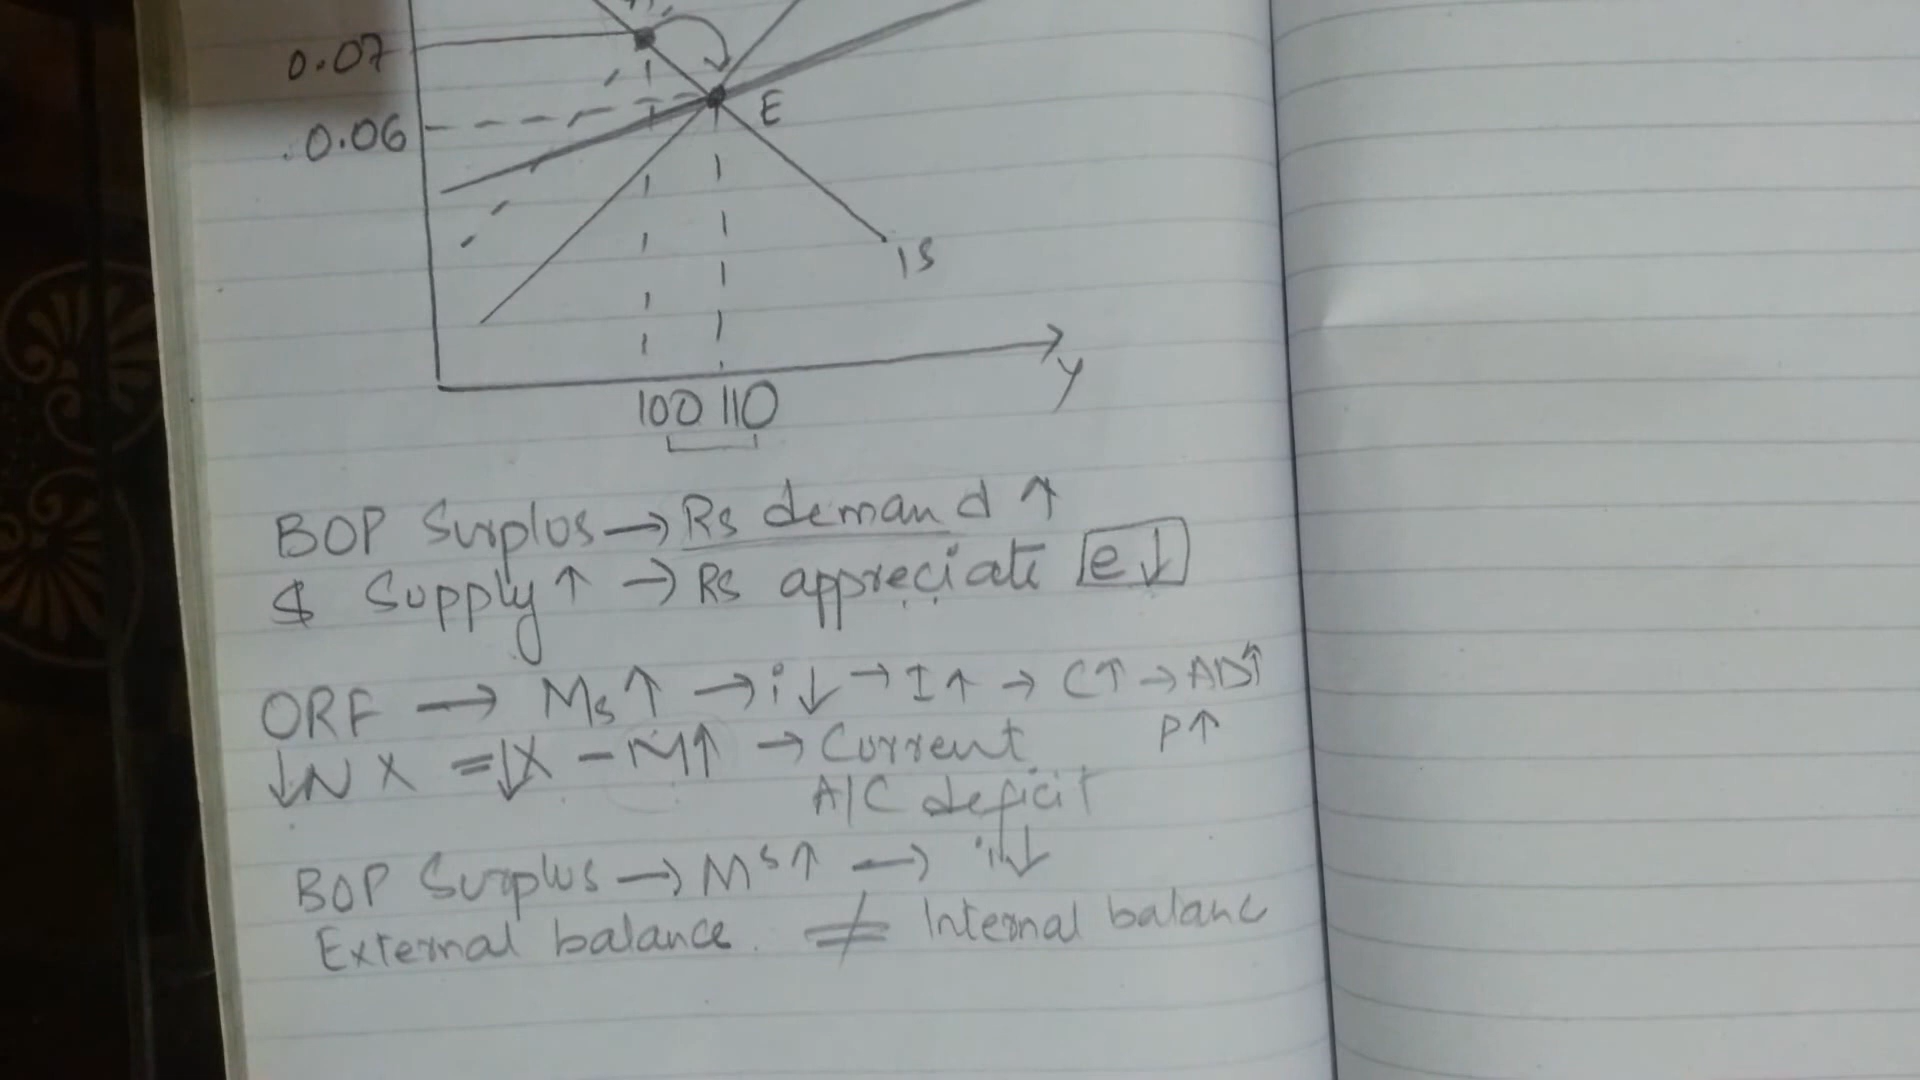 0.07
0.06
E
IS
y
100 110
BOP Surplus → Rs demand ↑
$ Supply ↑ → Rs appreciate e↓
ORF → Ms↑ → i↓ → I↑ → C↑ → AD↑
P↑
↓NX = ↓X - M↑ → Current
A/C deficit
BOP Surplus → Mˢ↑ → i↓
External balance. ≠ Internal balanc